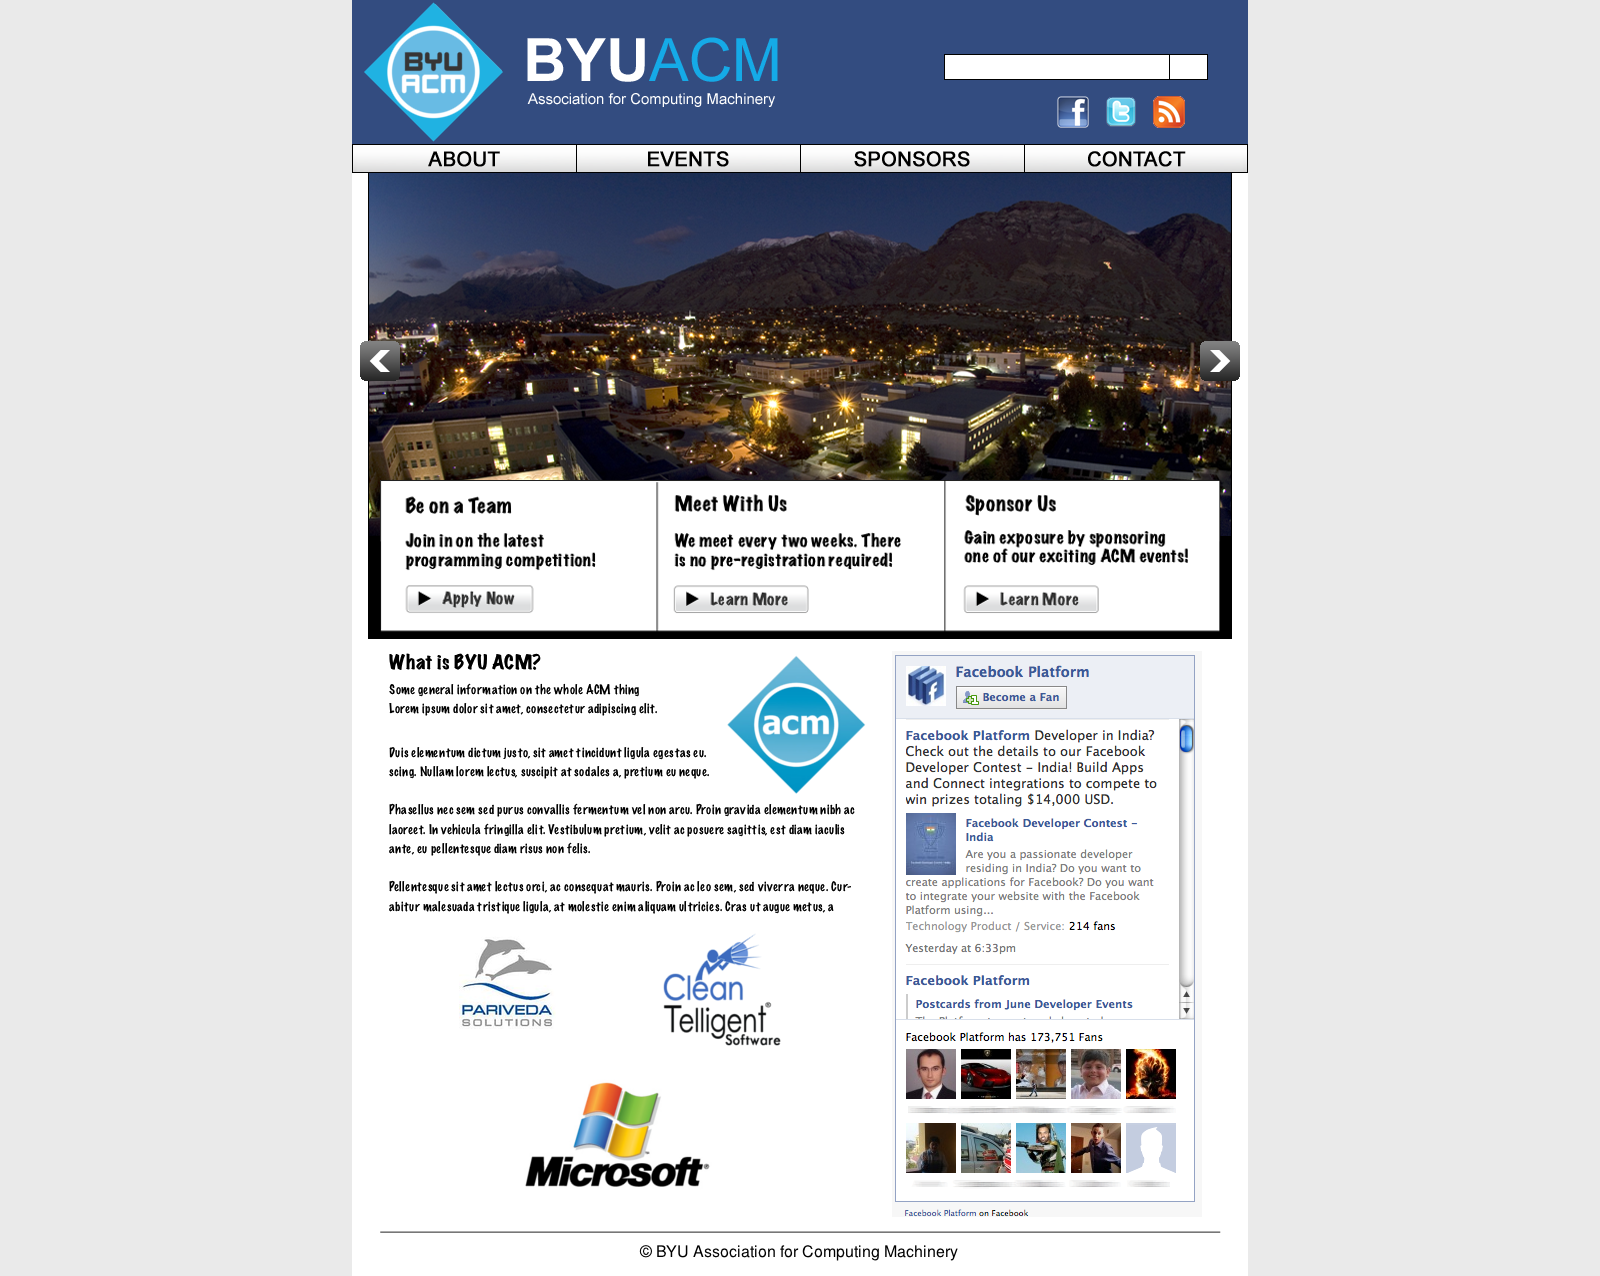 BYU
ACM
BYUACM
Association for Computing Machinery
ABOUT
EVENTS
SPONSORS
CONTACT
Be on a Team
Join in on the latest
programming competition!
Apply Now
Meet With Us
We meet every two weeks. There
is no pre-registration required!
Learn More
Sponsor Us
Gain exposure by sponsoring
one of our exciting ACM events!
Learn More
What is BYU ACM?
Some general information on the whole ACM thing
Lorem ipsum dolor sit amet, consectetur adipiscing elit.
Duis elementum dictum justo, sit amet tincidunt ligula egestas eu.
scing. Nullam lorem lectus, suscipit at sodales a, pretium eu neque.
acm
Phasellus nec sem sed purus convallis fermentum vel non arcu. Proin gravida elementum nibh ac
laoreet. In vehicula fringilla elit. Vestibulum pretium, velit ac posuere sagittis, est diam iaculis
ante, eu pellentesque diam risus non felis.
Pellentesque sit amet lectus orci, ac consequat mauris. Proin ac leo sem, sed viverra neque. Cur-
abitur malesuada tristique ligula, at molestie enim aliquam ultricies. Cras ut augue metus, a
PARIVEDA
SOLUTIONS
Clean
Telligent®
Software
Microsoft®
Facebook Platform
Become a Fan
Facebook Platform Developer in India?
Check out the details to our Facebook
Developer Contest - India! Build Apps
and Connect integrations to compete to
win prizes totaling $14,000 USD.
Facebook Developer Contest -
India
Are you a passionate developer
residing in India? Do you want to
create applications for Facebook? Do you want
to integrate your website with the Facebook
Platform using...
Technology Product / Service: 214 fans
Yesterday at 6:33pm
Facebook Platform
Postcards from June Developer Events
Facebook Platform has 173,751 Fans
Facebook Platform on Facebook
© BYU Association for Computing Machinery